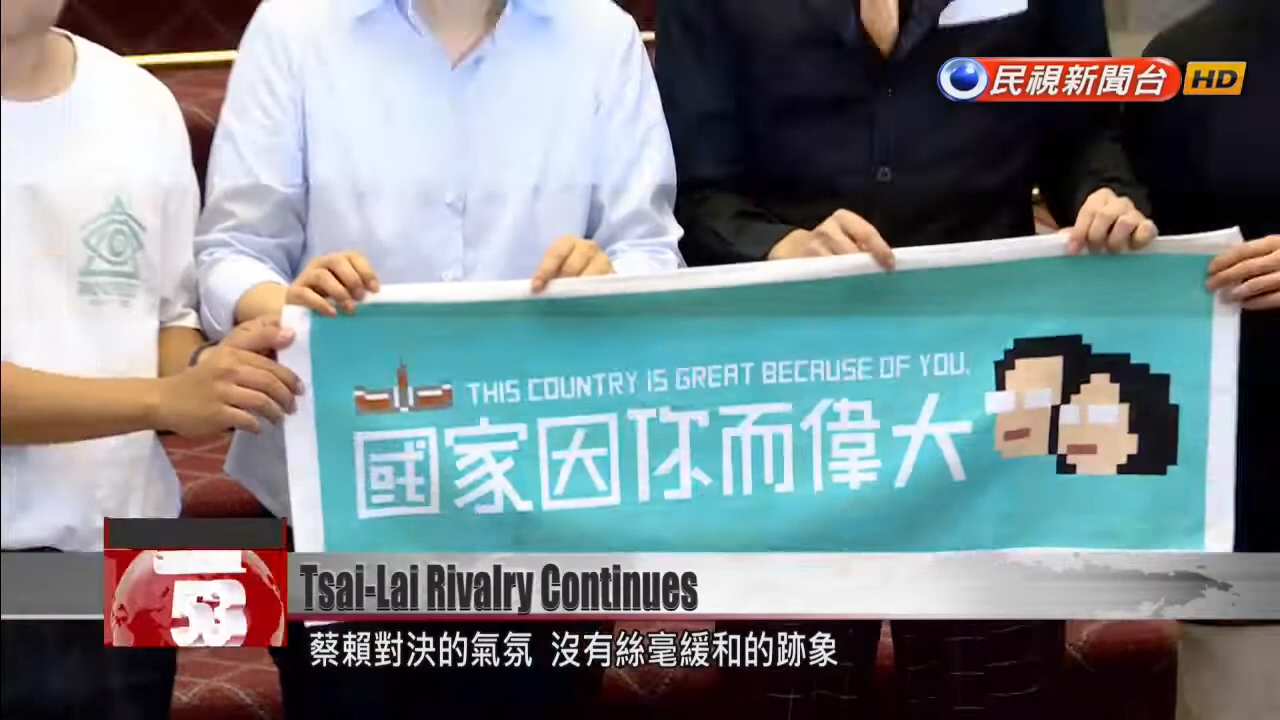 民視新聞台 HD
THIS COUNTRY IS GREAT BECAUSE OF YOU.
國家因你而偉大
53
Tsai-Lai Rivalry Continues
蔡賴對決的氣氛 沒有絲毫緩和的跡象